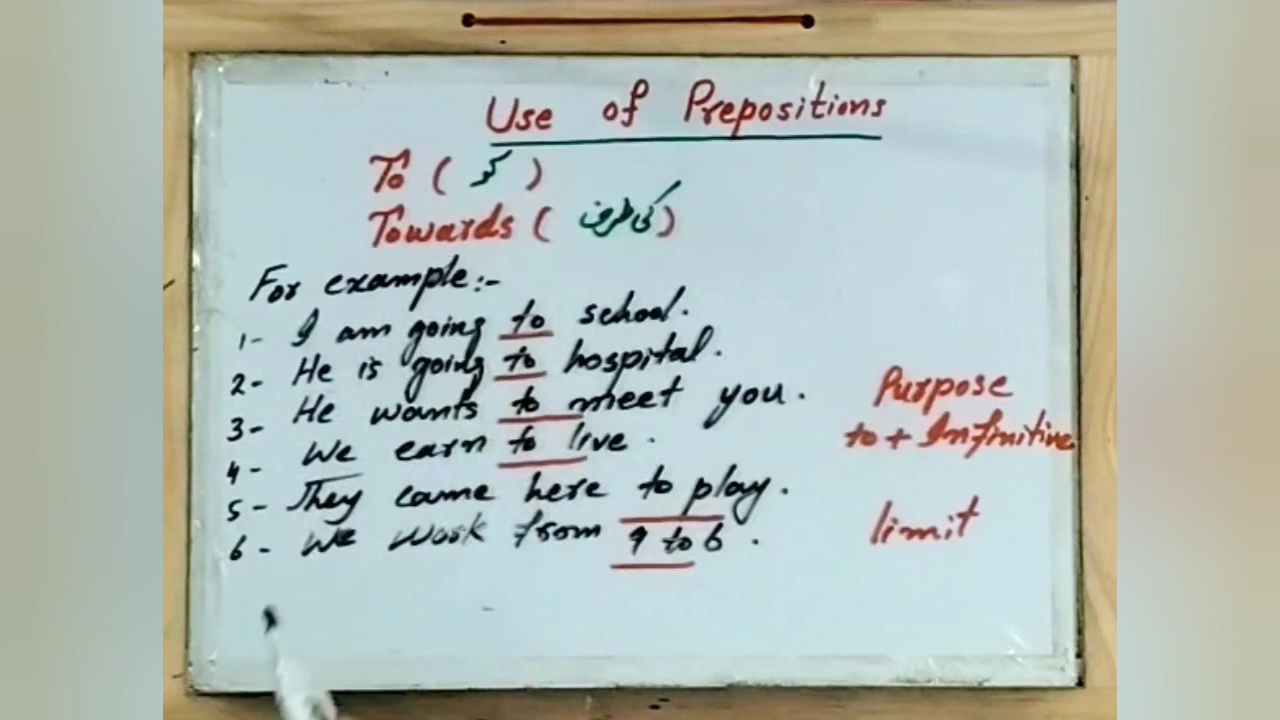 Use of Prepositions
To ( کو )
Towards ( کی طرف )
For example:-
1- I am going to school.
2- He is going to hospital.
3- He wants to meet you.
4- We earn to live.
5- They came here to play.
6- We work from 9 to 6.
Purpose
to + Infinitive
limit